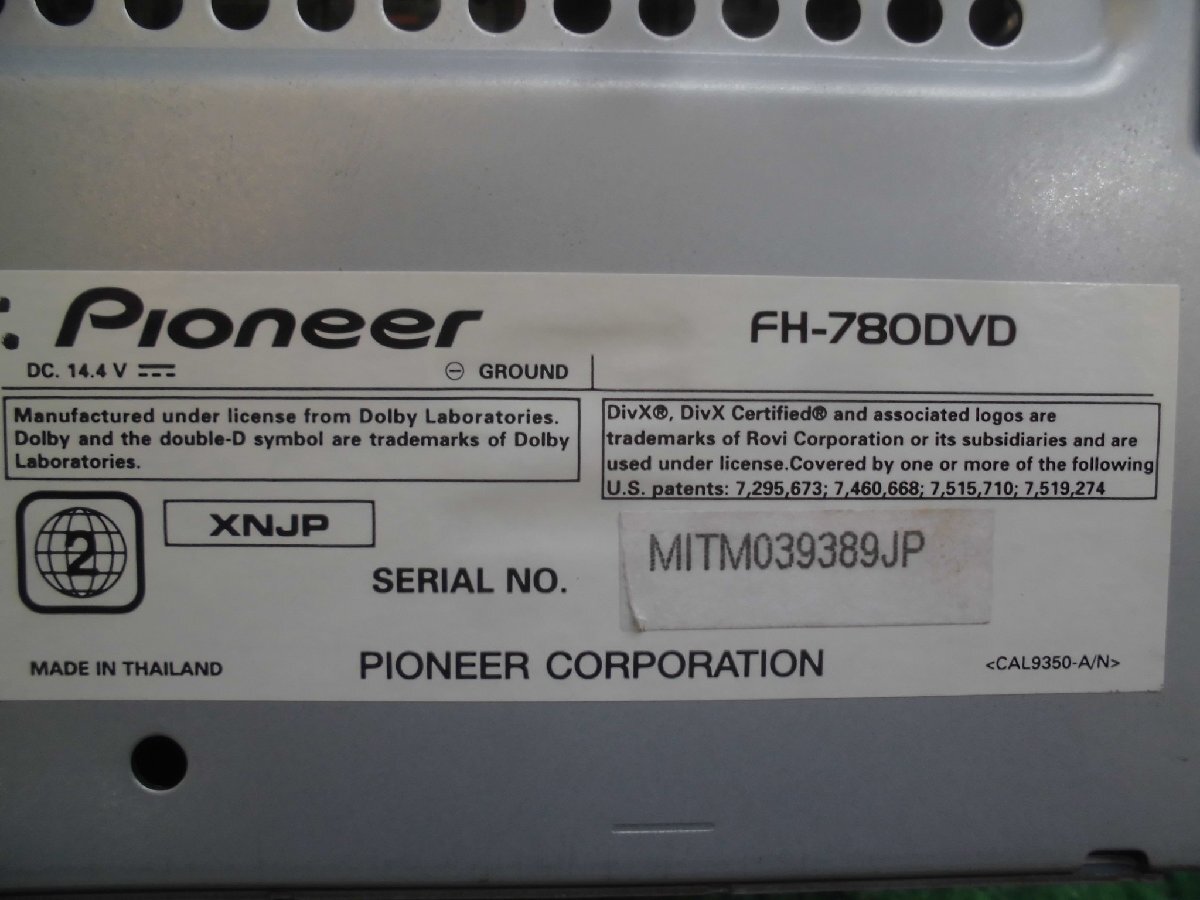 Pioneer
FH-780DVD
DC. 14.4 V
GROUND
Manufactured under license from Dolby Laboratories.
Dolby and the double-D symbol are trademarks of Dolby
Laboratories.
DivX®, DivX Certified® and associated logos are
trademarks of Rovi Corporation or its subsidiaries and are
used under license.Covered by one or more of the following
U.S. patents: 7,295,673; 7,460,668; 7,515,710; 7,519,274
2
XNJP
SERIAL NO.
MITM039389JP
MADE IN THAILAND
PIONEER CORPORATION
<CAL9350-A/N>